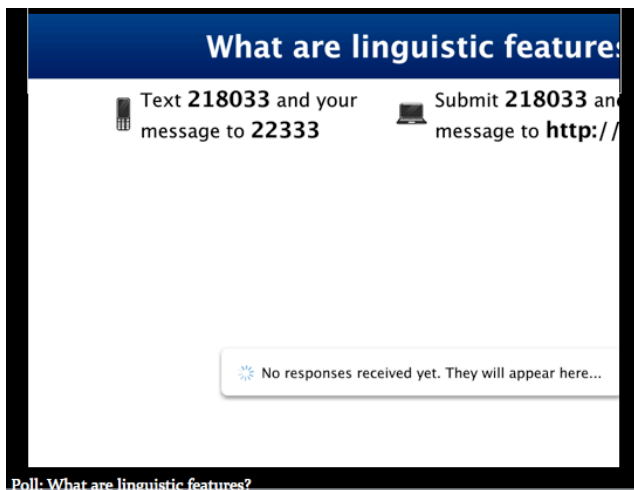 What are linguistic features
Text 218033 and your
message to 22333
Submit 218033 an
message to http://
No responses received yet. They will appear here...
Poll: What are linguistic features?